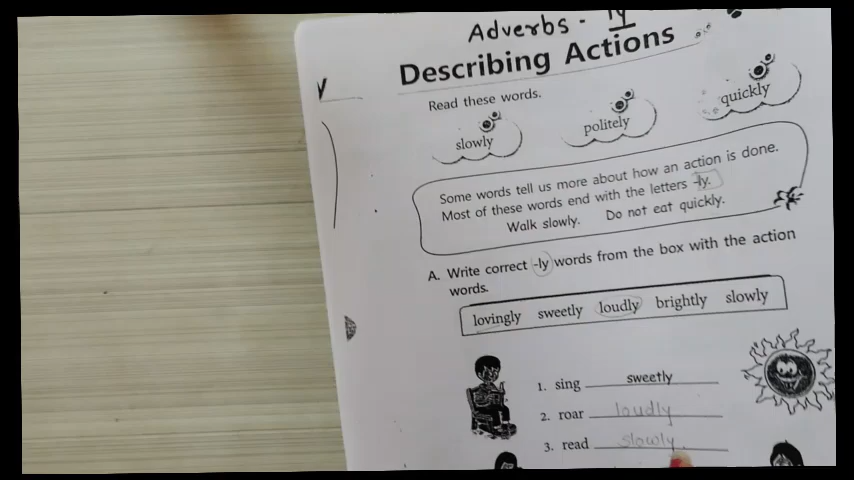 Adverbs - ly
Describing Actions
Read these words.
slowly
politely
quickly
Some words tell us more about how an action is done.
Most of these words end with the letters -ly.
Walk slowly. Do not eat quickly.
A. Write correct -ly words from the box with the action
words.
lovingly sweetly loudly brightly slowly
1. sing sweetly
2. roar loudly
3. read slowly